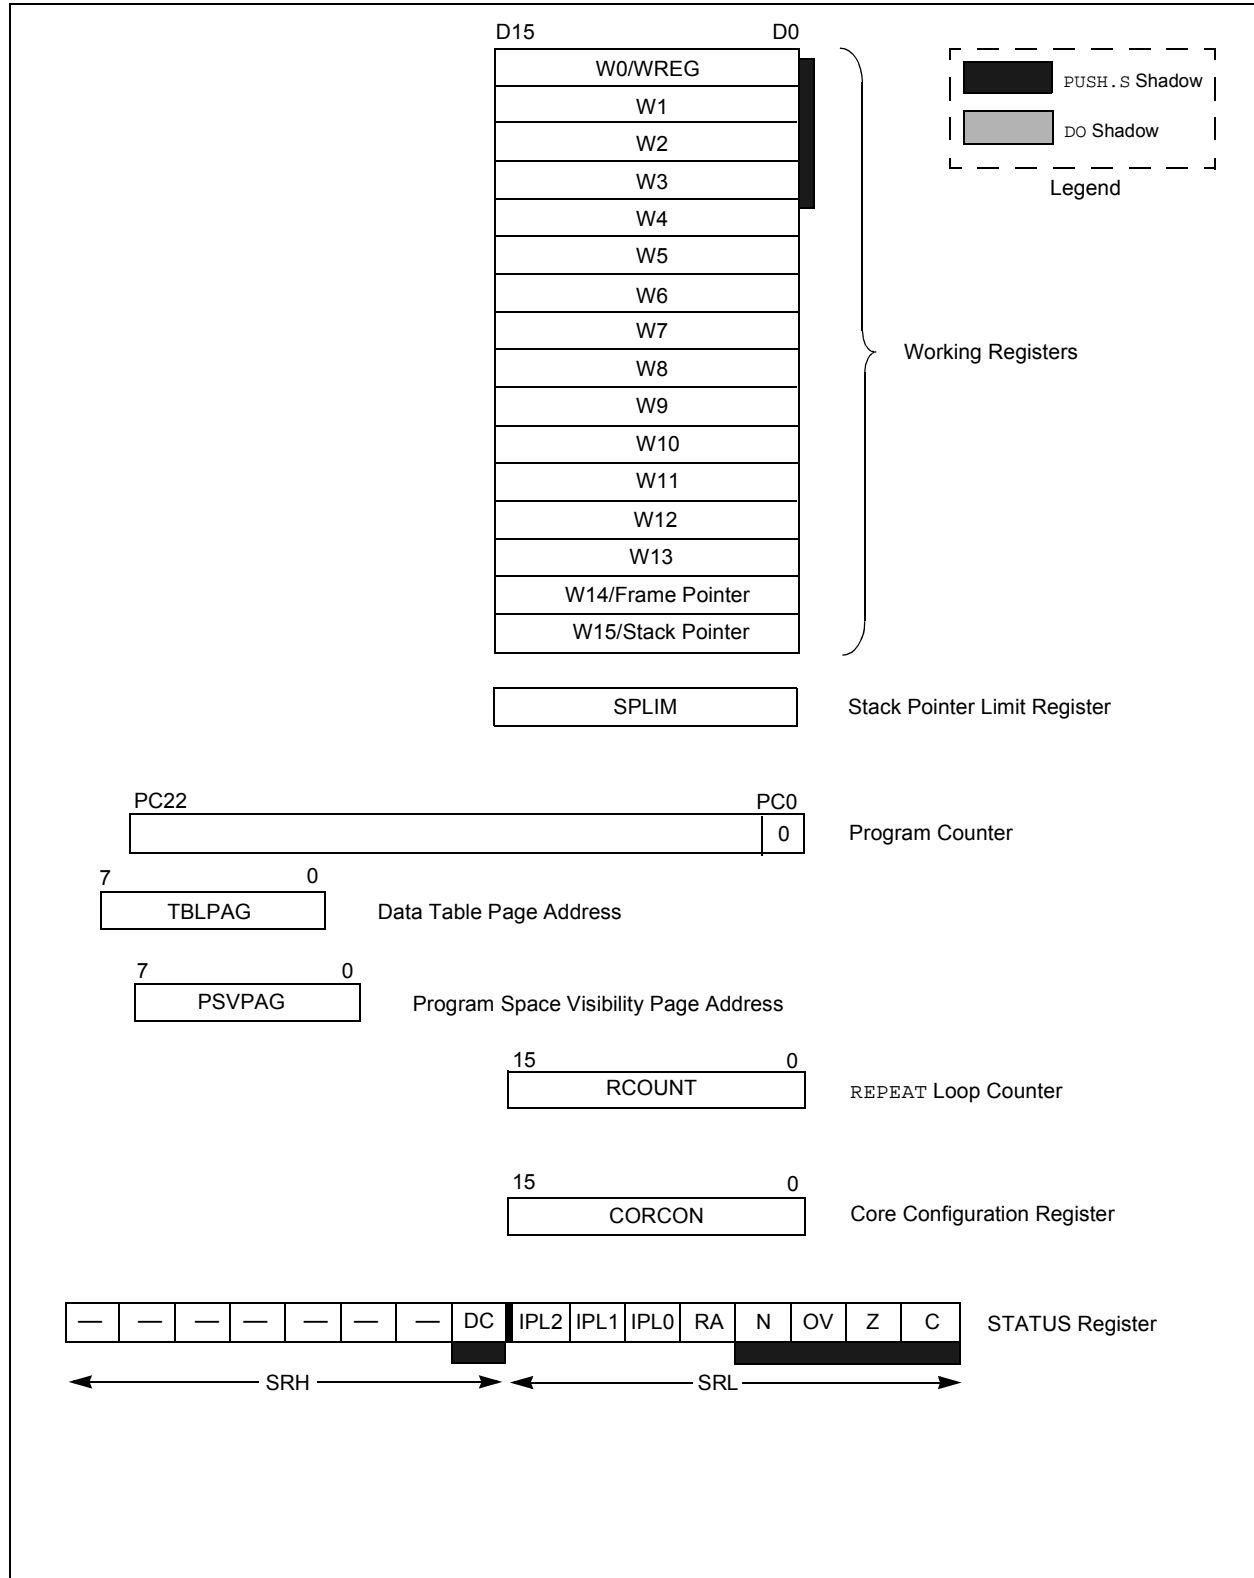 D15 D0
W0/WREG
W1
W2
W3
W4
W5
W6
W7
W8
W9
W10
W11
W12
W13
W14/Frame Pointer
W15/Stack Pointer
PUSH.S Shadow
DO Shadow
Legend
Working Registers
SPLIM Stack Pointer Limit Register
PC22 PC0
0 Program Counter
7 0
TBLPAG Data Table Page Address
7 0
PSVPAG Program Space Visibility Page Address
15 0
RCOUNT REPEAT Loop Counter
15 0
CORCON Core Configuration Register
— — — — — — — DC IPL2 IPL1 IPL0 RA N OV Z C STATUS Register
SRH SRL